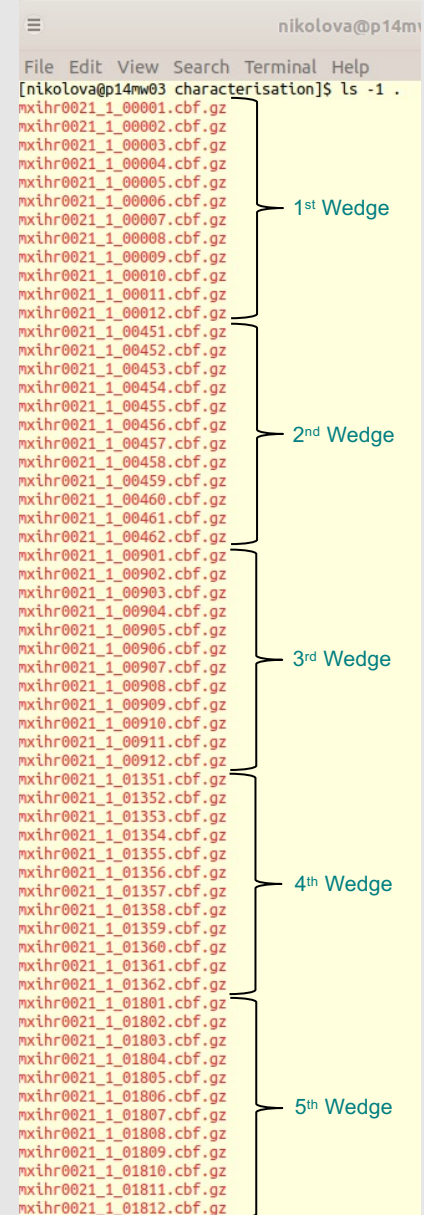 nikolova@p14mw
File Edit View Search Terminal Help
[nikolova@p14mw03 characterisation]$ ls -1 .
mxihr0021_1_00001.cbf.gz
mxihr0021_1_00002.cbf.gz
mxihr0021_1_00003.cbf.gz
mxihr0021_1_00004.cbf.gz
mxihr0021_1_00005.cbf.gz
mxihr0021_1_00006.cbf.gz
1st Wedge
mxihr0021_1_00007.cbf.gz
mxihr0021_1_00008.cbf.gz
mxihr0021_1_00009.cbf.gz
mxihr0021_1_00010.cbf.gz
mxihr0021_1_00011.cbf.gz
mxihr0021_1_00012.cbf.gz
mxihr0021_1_00451.cbf.gz
mxihr0021_1_00452.cbf.gz
mxihr0021_1_00453.cbf.gz
mxihr0021_1_00454.cbf.gz
mxihr0021_1_00455.cbf.gz
mxihr0021_1_00456.cbf.gz
2nd Wedge
mxihr0021_1_00457.cbf.gz
mxihr0021_1_00458.cbf.gz
mxihr0021_1_00459.cbf.gz
mxihr0021_1_00460.cbf.gz
mxihr0021_1_00461.cbf.gz
mxihr0021_1_00462.cbf.gz
mxihr0021_1_00901.cbf.gz
mxihr0021_1_00902.cbf.gz
mxihr0021_1_00903.cbf.gz
mxihr0021_1_00904.cbf.gz
mxihr0021_1_00905.cbf.gz
mxihr0021_1_00906.cbf.gz
3rd Wedge
mxihr0021_1_00907.cbf.gz
mxihr0021_1_00908.cbf.gz
mxihr0021_1_00909.cbf.gz
mxihr0021_1_00910.cbf.gz
mxihr0021_1_00911.cbf.gz
mxihr0021_1_00912.cbf.gz
mxihr0021_1_01351.cbf.gz
mxihr0021_1_01352.cbf.gz
mxihr0021_1_01353.cbf.gz
mxihr0021_1_01354.cbf.gz
mxihr0021_1_01355.cbf.gz
mxihr0021_1_01356.cbf.gz
4th Wedge
mxihr0021_1_01357.cbf.gz
mxihr0021_1_01358.cbf.gz
mxihr0021_1_01359.cbf.gz
mxihr0021_1_01360.cbf.gz
mxihr0021_1_01361.cbf.gz
mxihr0021_1_01362.cbf.gz
mxihr0021_1_01801.cbf.gz
mxihr0021_1_01802.cbf.gz
mxihr0021_1_01803.cbf.gz
mxihr0021_1_01804.cbf.gz
mxihr0021_1_01805.cbf.gz
mxihr0021_1_01806.cbf.gz
5th Wedge
mxihr0021_1_01807.cbf.gz
mxihr0021_1_01808.cbf.gz
mxihr0021_1_01809.cbf.gz
mxihr0021_1_01810.cbf.gz
mxihr0021_1_01811.cbf.gz
mxihr0021_1_01812.cbf.gz